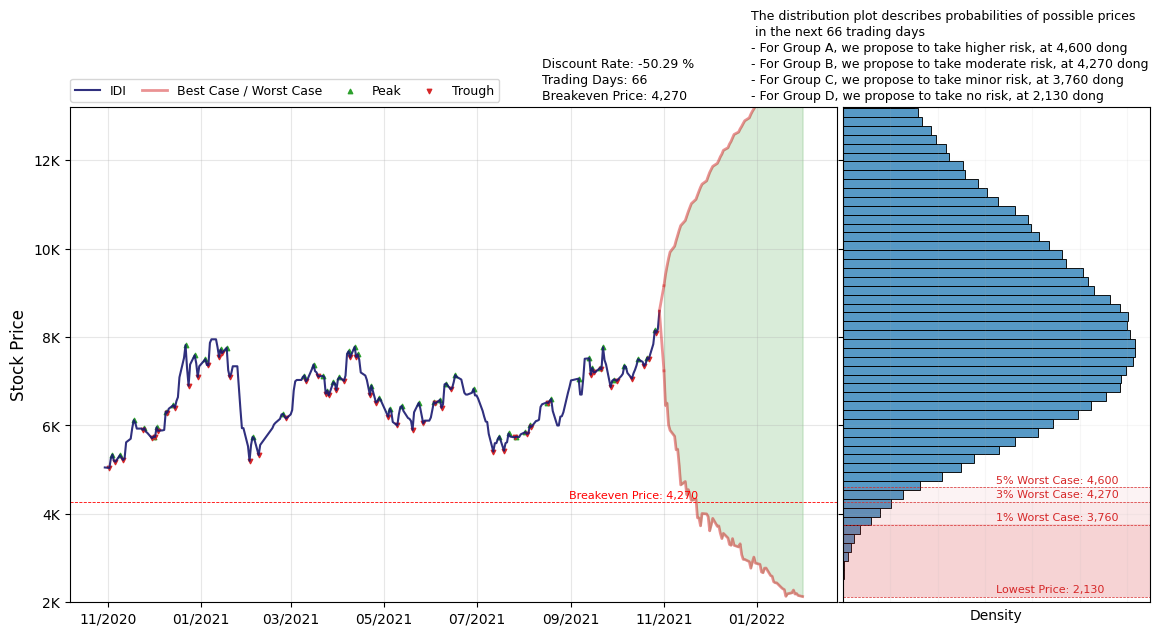 The distribution plot describes probabilities of possible prices
in the next 66 trading days
- For Group A, we propose to take higher risk, at 4,600 dong
- For Group B, we propose to take moderate risk, at 4,270 dong
- For Group C, we propose to take minor risk, at 3,760 dong
- For Group D, we propose to take no risk, at 2,130 dong
Discount Rate: -50.29 %
Trading Days: 66
Breakeven Price: 4,270
IDI
Best Case / Worst Case
Peak
Trough
Stock Price
12K
10K
8K
6K
4K
2K
Breakeven Price: 4,270
5% Worst Case: 4,600
3% Worst Case: 4,270
1% Worst Case: 3,760
Lowest Price: 2,130
11/2020
01/2021
03/2021
05/2021
07/2021
09/2021
11/2021
01/2022
Density